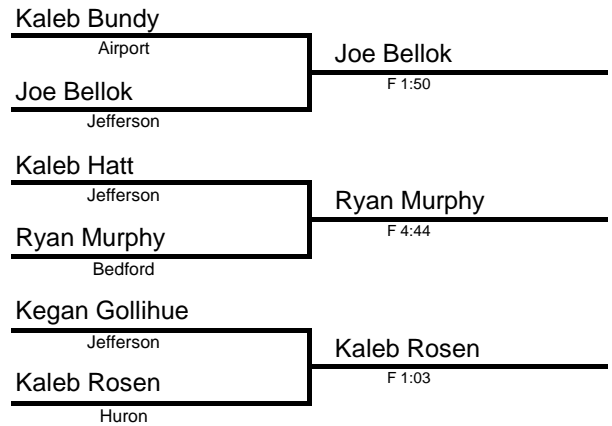 Kaleb Bundy
Airport
Joe Bellok
F 1:50
Joe Bellok
Jefferson
Kaleb Hatt
Jefferson
Ryan Murphy
F 4:44
Ryan Murphy
Bedford
Kegan Gollihue
Jefferson
Kaleb Rosen
F 1:03
Kaleb Rosen
Huron